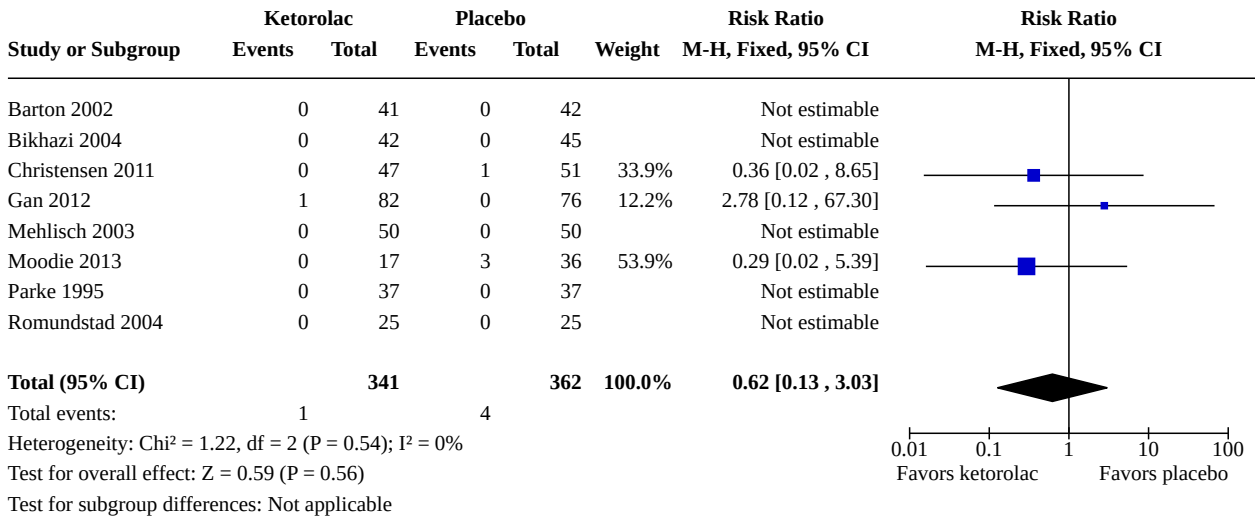 Ketorolac Placebo Risk Ratio Risk Ratio
Study or Subgroup Events Total Events Total Weight M-H, Fixed, 95% CI M-H, Fixed, 95% CI
Barton 2002 0 41 0 42 Not estimable
Bikhazi 2004 0 42 0 45 Not estimable
Christensen 2011 0 47 1 51 33.9% 0.36 [0.02 , 8.65]
Gan 2012 1 82 0 76 12.2% 2.78 [0.12 , 67.30]
Mehlisch 2003 0 50 0 50 Not estimable
Moodie 2013 0 17 3 36 53.9% 0.29 [0.02 , 5.39]
Parke 1995 0 37 0 37 Not estimable
Romundstad 2004 0 25 0 25 Not estimable
Total (95% CI) 341 362 100.0% 0.62 [0.13 , 3.03]
Total events: 1 4
Heterogeneity: Chi² = 1.22, df = 2 (P = 0.54); I² = 0%
0.01 0.1 1 10 100
Test for overall effect: Z = 0.59 (P = 0.56)
Favors ketorolac Favors placebo
Test for subgroup differences: Not applicable